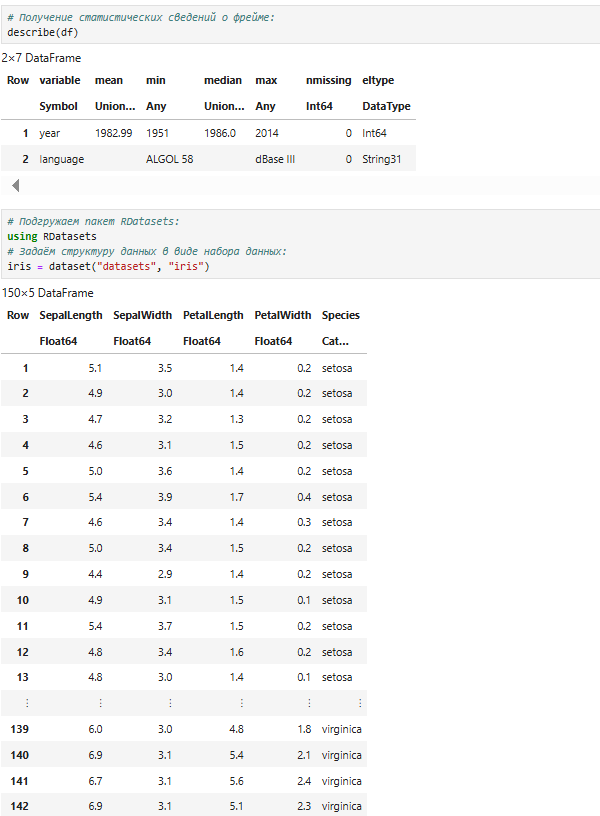 # Получение статистических сведений о фрейме:
describe(df)
2×7 DataFrame
Row variable mean min median max nmissing eltype
Symbol Union… Any Union… Any Int64 DataType
1 year 1982.99 1951 1986.0 2014 0 Int64
2 language ALGOL 58 dBase III 0 String31
# Подгружаем пакет RDatasets:
using RDatasets
# Задаём структуру данных в виде набора данных:
iris = dataset("datasets", "iris")
150×5 DataFrame
Row SepalLength SepalWidth PetalLength PetalWidth Species
Float64 Float64 Float64 Float64 Cat…
1 5.1 3.5 1.4 0.2 setosa
2 4.9 3.0 1.4 0.2 setosa
3 4.7 3.2 1.3 0.2 setosa
4 4.6 3.1 1.5 0.2 setosa
5 5.0 3.6 1.4 0.2 setosa
6 5.4 3.9 1.7 0.4 setosa
7 4.6 3.4 1.4 0.3 setosa
8 5.0 3.4 1.5 0.2 setosa
9 4.4 2.9 1.4 0.2 setosa
10 4.9 3.1 1.5 0.1 setosa
11 5.4 3.7 1.5 0.2 setosa
12 4.8 3.4 1.6 0.2 setosa
13 4.8 3.0 1.4 0.1 setosa
⋮ ⋮ ⋮ ⋮ ⋮ ⋮
139 6.0 3.0 4.8 1.8 virginica
140 6.9 3.1 5.4 2.1 virginica
141 6.7 3.1 5.6 2.4 virginica
142 6.9 3.1 5.1 2.3 virginica